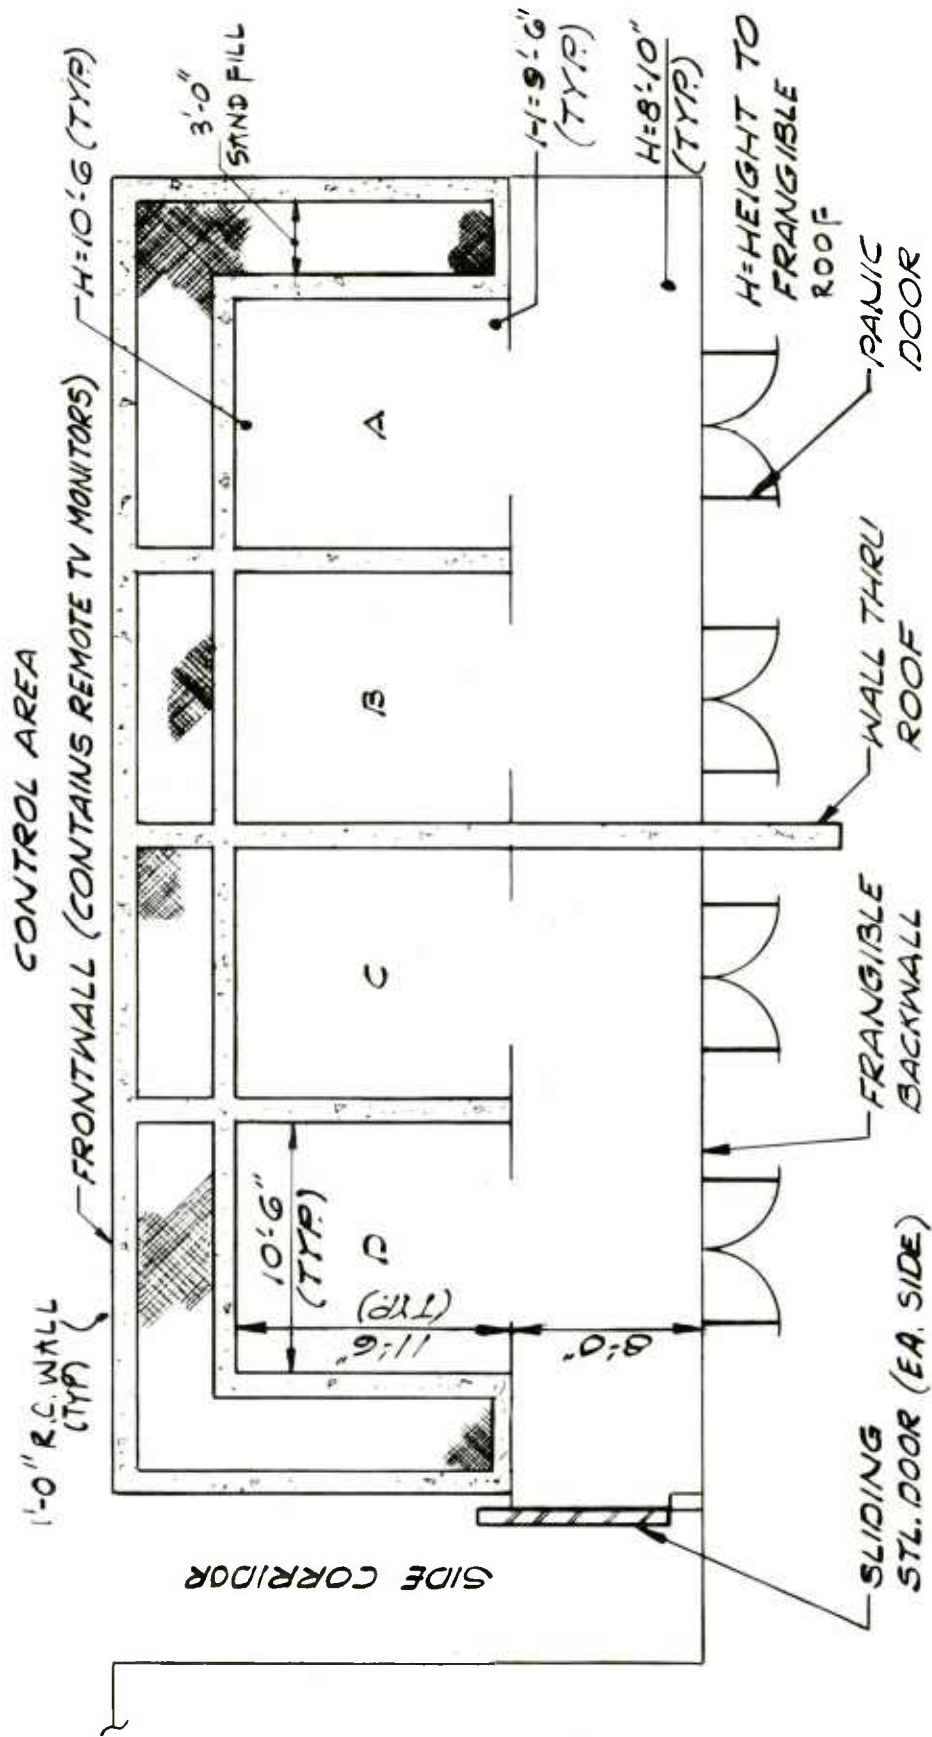 CONTROL AREA
1'-0" R.C. WALL
(TYP)
FRONTWALL (CONTAINS REMOTE TV MONITORS)
H=10'-6 (TYP.)
3'-0"
SAND FILL
SIDE CORRIDOR
10'-6"
(TYP.)
11'-6"
(TYP.)
D
C
B
A
8'-0"
H=9'-6"
(TYP.)
H=8'-10"
(TYP.)
H=HEIGHT TO
FRANGIBLE
ROOF
SLIDING
STL. DOOR (EA. SIDE)
FRANGIBLE
BACKWALL
WALL THRU
ROOF
PANIC
DOOR